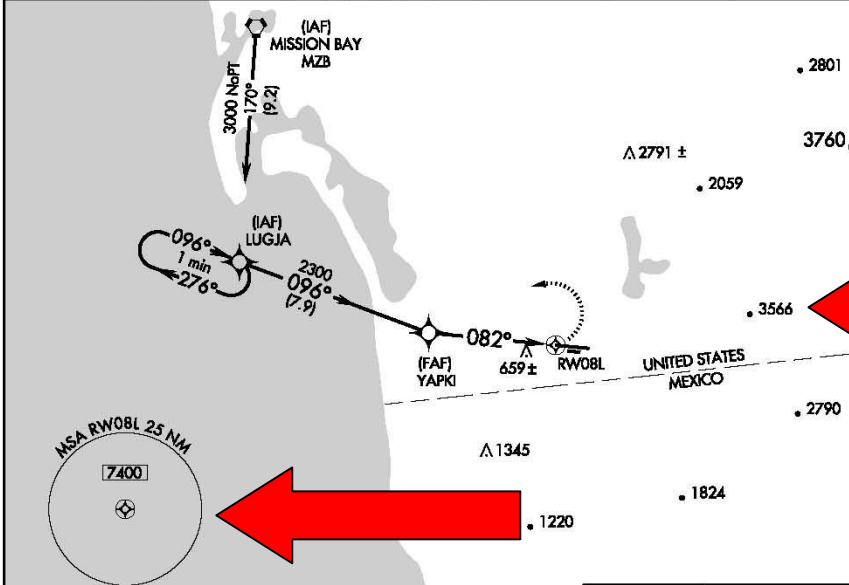 (IAF)
MISSION BAY
MZB
3000 NoPT
170°
(9.2)
2801
2791 ±
3760
2059
(IAF)
LUGJA
096°
1 min
276°
2300
096°
(7.9)
3566
082°
(FAF)
YAPKI
659±
RW08L
UNITED STATES
MEXICO
2790
MSA RW08L 25 NM
7400
1345
1824
1220